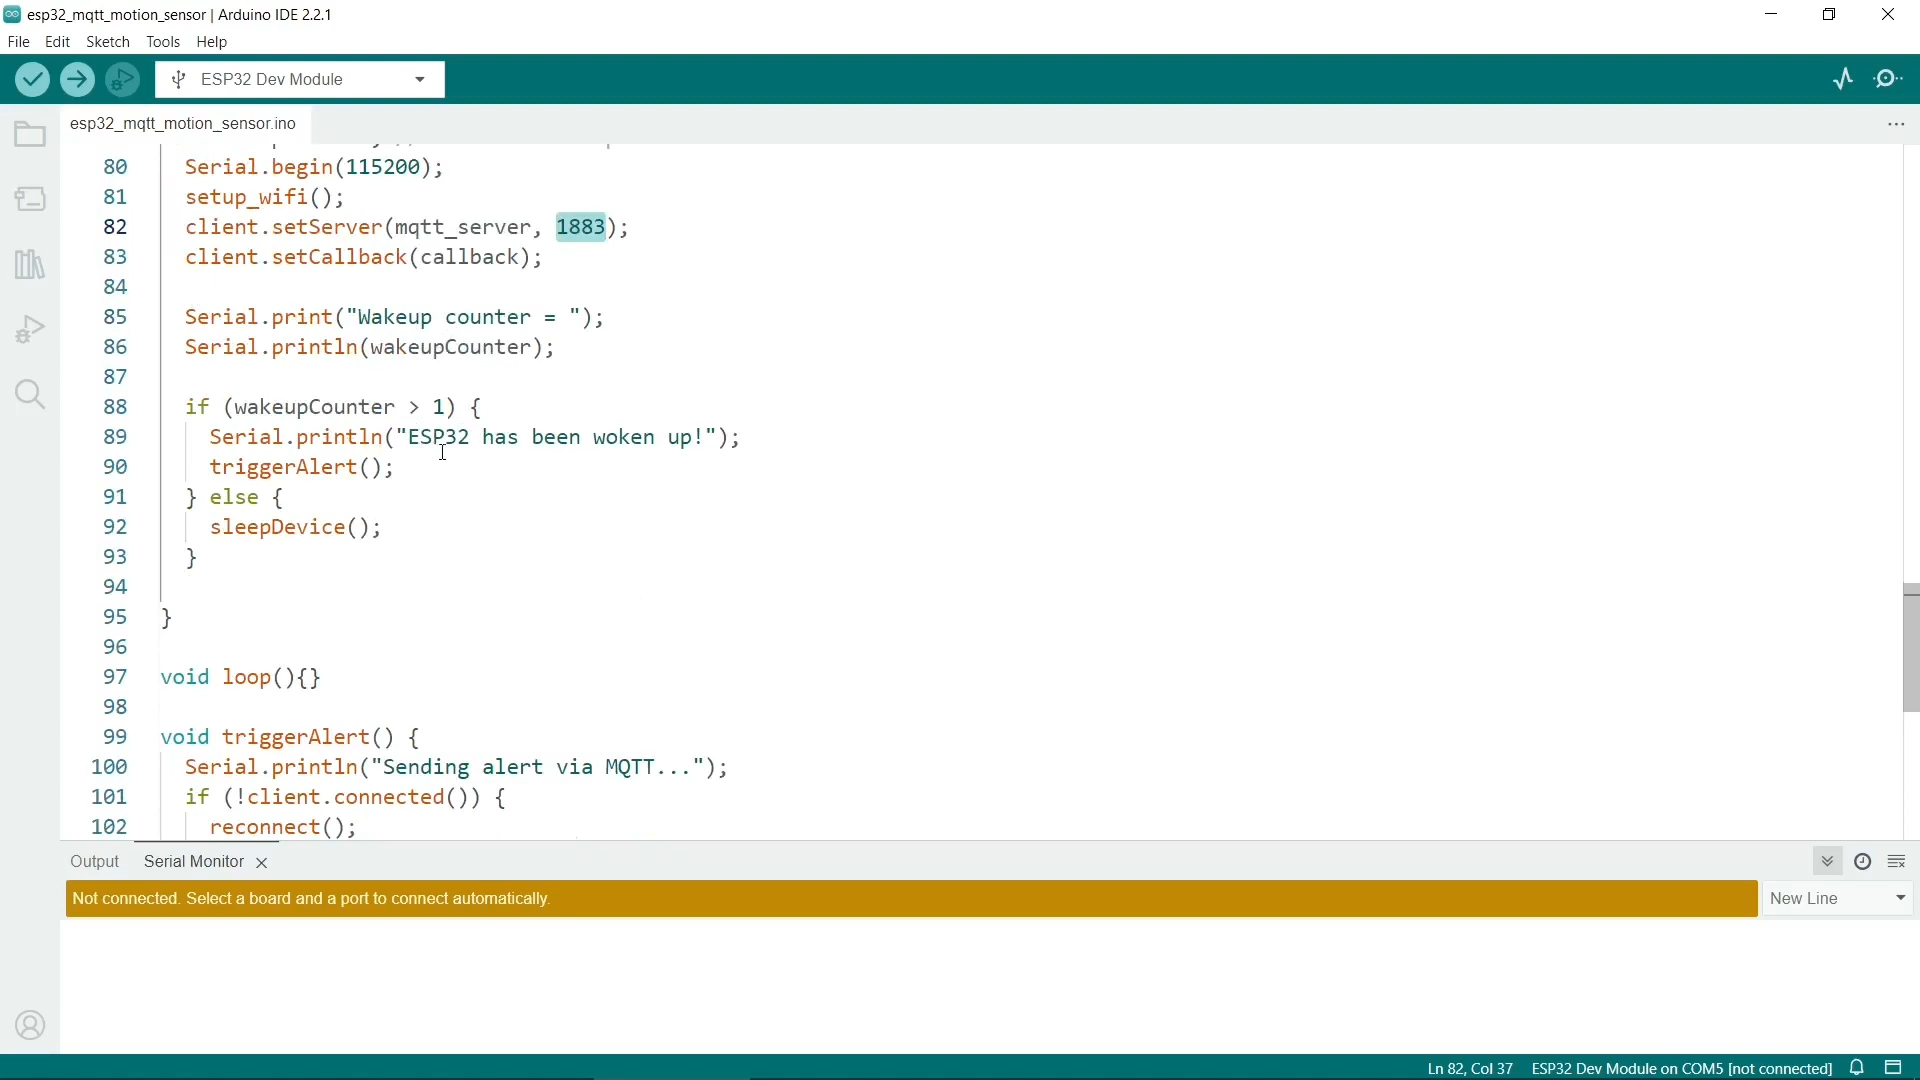 esp32_mqtt_motion_sensor | Arduino IDE 2.2.1
File Edit Sketch Tools Help
ESP32 Dev Module
esp32_mqtt_motion_sensor.ino
80 Serial.begin(115200);
81 setup_wifi();
82 client.setServer(mqtt_server, 1883);
83 client.setCallback(callback);
84
85 Serial.print("Wakeup counter = ");
86 Serial.println(wakeupCounter);
87
88 if (wakeupCounter > 1) {
89 Serial.println("ESP32 has been woken up!");
90 triggerAlert();
91 } else {
92 sleepDevice();
93 }
94
95 }
96
97 void loop(){}
98
99 void triggerAlert() {
100 Serial.println("Sending alert via MQTT...");
101 if (!client.connected()) {
102 reconnect();
Output Serial Monitor
Not connected. Select a board and a port to connect automatically.
New Line
Ln 82, Col 37 ESP32 Dev Module on COM5 [not connected]